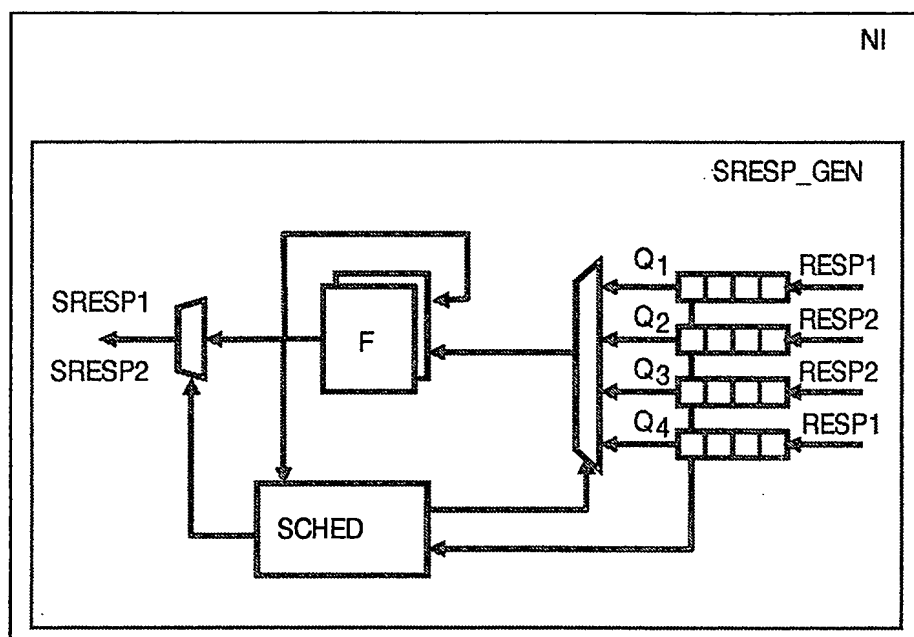 NI
SRESP_GEN
Q1
RESP1
SRESP1
Q2
RESP2
F
SRESP2
Q3
RESP2
Q4
RESP1
SCHED